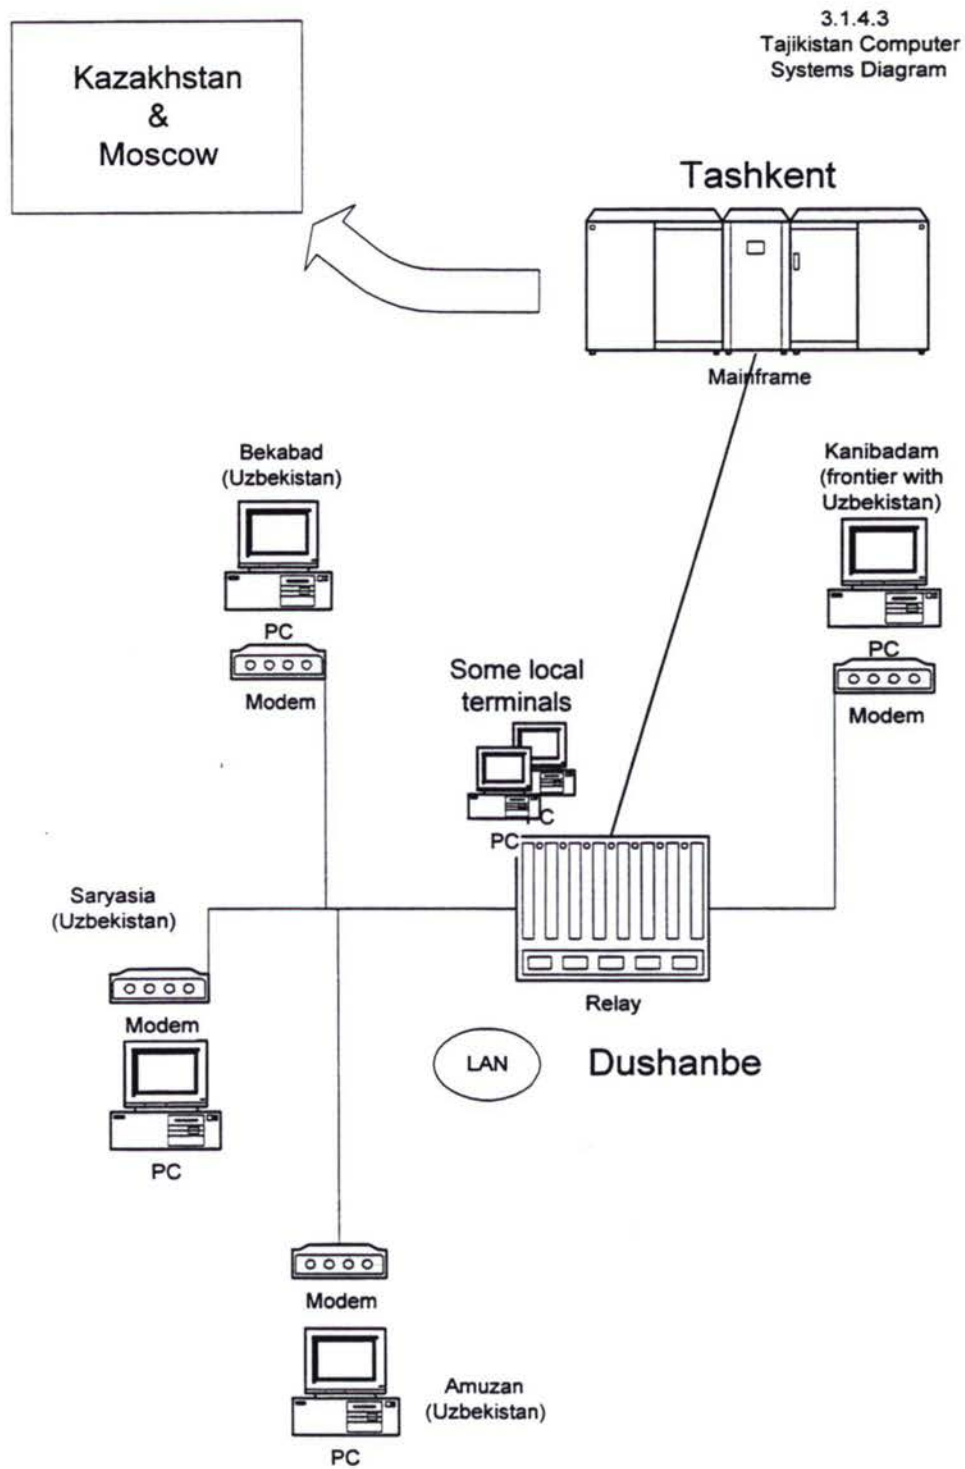 3.1.4.3
Tajikistan Computer
Systems Diagram
Kazakhstan
&
Moscow
Tashkent
Mainframe
Bekabad
(Uzbekistan)
PC
Modem
Kanibadam
(frontier with
Uzbekistan)
PC
Modem
Some local
terminals
PC
PC
Saryasia
(Uzbekistan)
Modem
PC
Relay
LAN
Dushanbe
Modem
Amuzan
(Uzbekistan)
PC